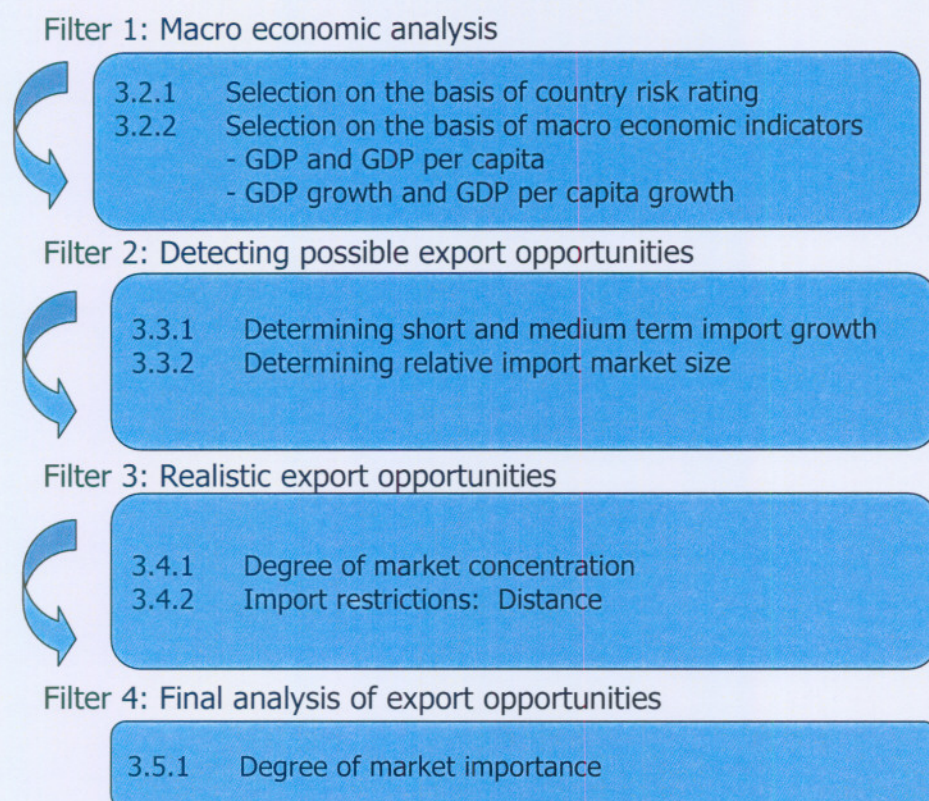 Filter 1: Macro economic analysis
3.2.1 Selection on the basis of country risk rating
3.2.2 Selection on the basis of macro economic indicators
- GDP and GDP per capita
- GDP growth and GDP per capita growth
Filter 2: Detecting possible export opportunities
3.3.1 Determining short and medium term import growth
3.3.2 Determining relative import market size
Filter 3: Realistic export opportunities
3.4.1 Degree of market concentration
3.4.2 Import restrictions: Distance
Filter 4: Final analysis of export opportunities
3.5.1 Degree of market importance